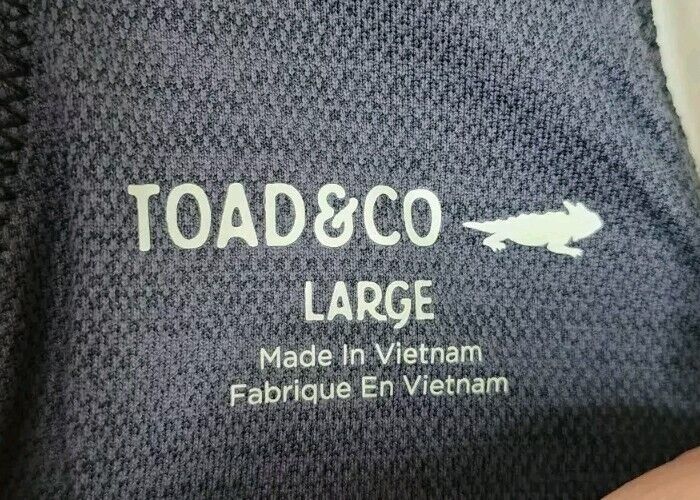 TOAD&CO
LARGE
Made In Vietnam
Fabrique En Vietnam